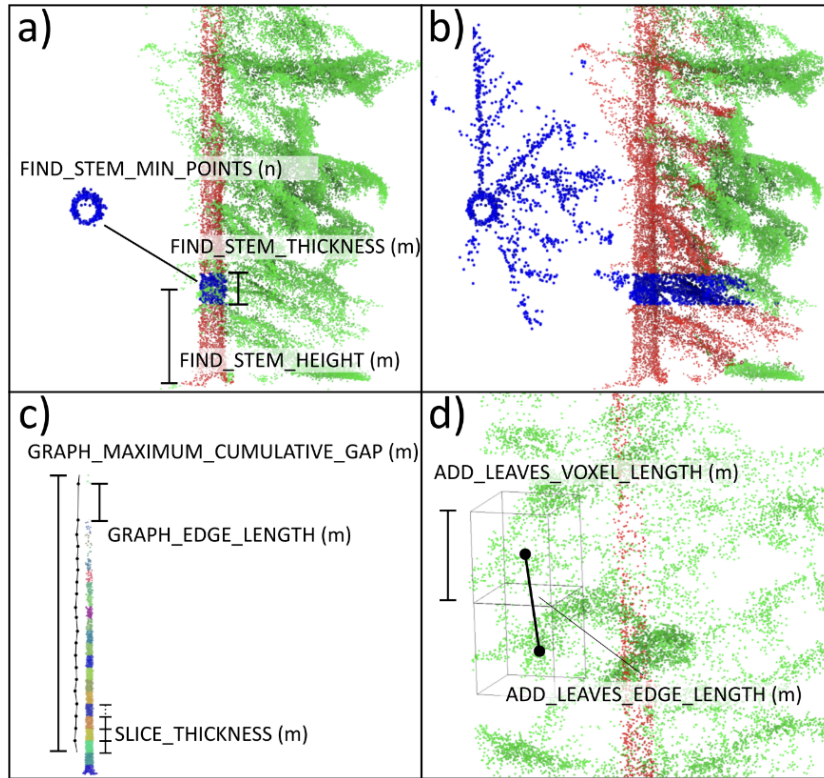 a)
FIND_STEM_MIN_POINTS (n)
FIND_STEM_THICKNESS (m)
FIND_STEM_HEIGHT (m)
b)
c)
GRAPH_MAXIMUM_CUMULATIVE_GAP (m)
GRAPH_EDGE_LENGTH (m)
SLICE_THICKNESS (m)
d)
ADD_LEAVES_VOXEL_LENGTH (m)
ADD_LEAVES_EDGE_LENGTH (m)